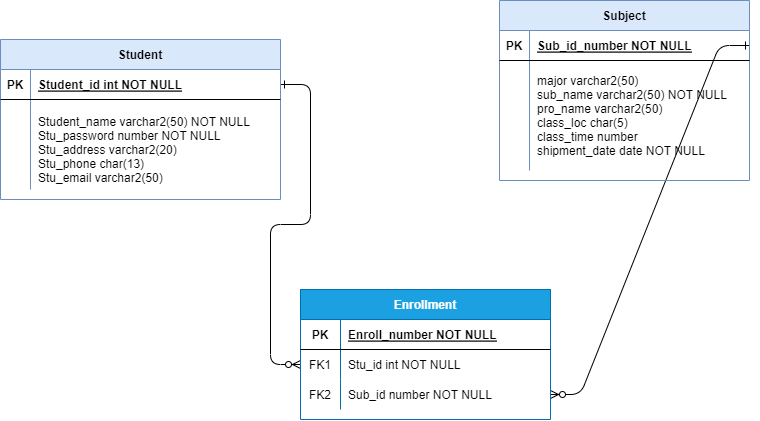 Student
PK Student_id int NOT NULL
Student_name varchar2(50) NOT NULL
Stu_password number NOT NULL
Stu_address varchar2(20)
Stu_phone char(13)
Stu_email varchar2(50)
Subject
PK Sub_id_number NOT NULL
major varchar2(50)
sub_name varchar2(50) NOT NULL
pro_name varchar2(50)
class_loc char(5)
class_time number
shipment_date date NOT NULL
Enrollment
PK Enroll_number NOT NULL
FK1 Stu_id int NOT NULL
FK2 Sub_id number NOT NULL